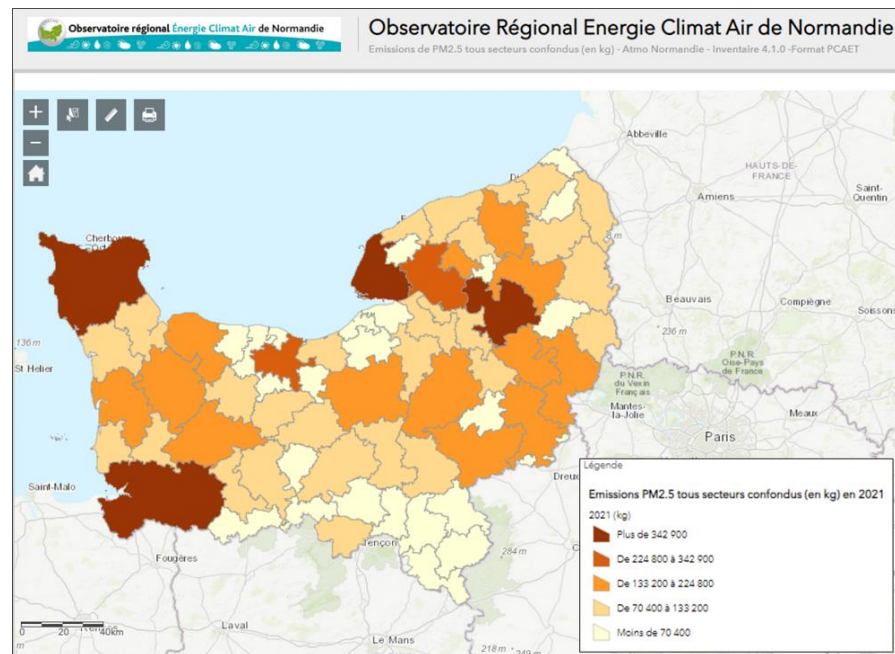 Observatoire régional Énergie Climat Air de Normandie
Observatoire Régional Energie Climat Air de Normandie
Emissions de PM2.5 tous secteurs confondus (en kg) - Atmo Normandie - Inventaire 4.1.0 -Format PCAET
+
−
Abbeville
HAUTS-DE-
FRANCE
Amiens
Saint-
Quentin
Cherbo
8 m
Beauvais
Compiègne
Soissons
136 m
236 m
St Helier
P.N.R.
Oise-Pays
de France
P.N.R.
du Vexin
Français
Mantes-
la-Jolie
Meaux
Paris
Saint-Malo
Dreux
Fougères
284 m
Laval
Le Mans
218 m
0 20 40km
Légende
Emissions PM2.5 tous secteurs confondus (en kg) en 2021
2021 (kg)
Plus de 342 900
De 224 800 à 342 900
De 133 200 à 224 800
De 70 400 à 133 200
Moins de 70 400